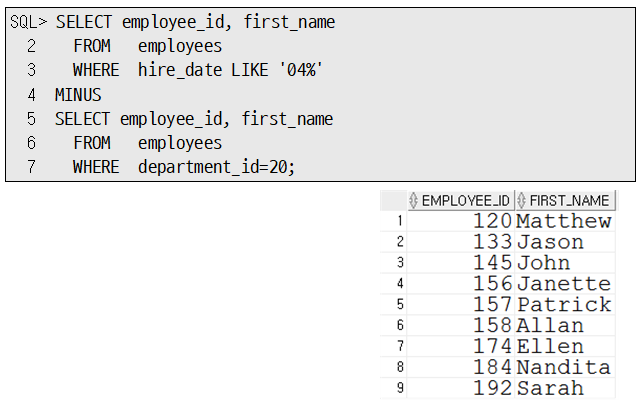 SQL> SELECT employee_id, first_name
2 FROM employees
3 WHERE hire_date LIKE '04%'
4 MINUS
5 SELECT employee_id, first_name
6 FROM employees
7 WHERE department_id=20;
EMPLOYEE_ID FIRST_NAME
1 120 Matthew
2 133 Jason
3 145 John
4 156 Janette
5 157 Patrick
6 158 Allan
7 174 Ellen
8 184 Nandita
9 192 Sarah